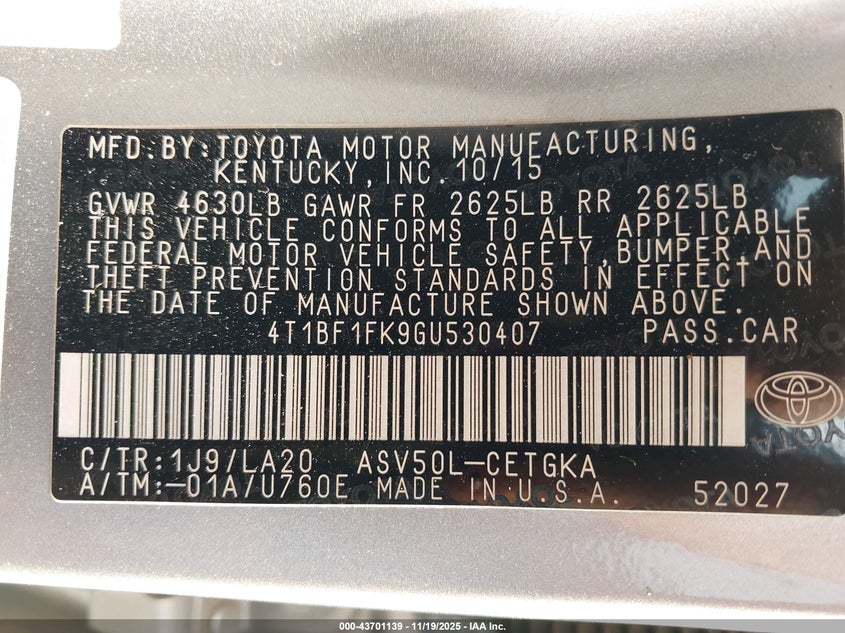 MFD.BY:TOYOTA MOTOR MANUFACTURING,
KENTUCKY,INC.10/15
GVWR 4630LB GAWR FR 2625LB RR 2625LB
THIS VEHICLE CONFORMS TO ALL APPLICABLE
FEDERAL MOTOR VEHICLE SAFETY,BUMPER,AND
THEFT PREVENTION STANDARDS IN EFFECT ON
THE DATE OF MANUFACTURE SHOWN ABOVE.
4T1BF1FK9GU530407 PASS.CAR
TOYOTA
C/TR:1J9/LA20 ASV50L-CETGKA
A/TM:-01A/U760E MADE IN U.S.A. 52027
000-43701139 - 11/19/2025 - IAA Inc.